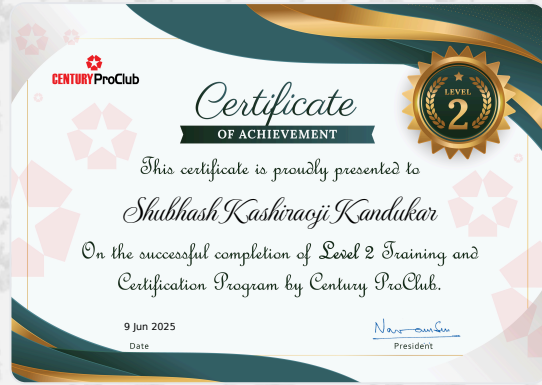 CENTURY ProClub
Certificate
OF ACHIEVEMENT
LEVEL
2
This certificate is proudly presented to
Shubhash Kashiraoji Kandukar
On the successful completion of Level 2 Training and
Certification Program by Century ProClub.
9 Jun 2025
Date
President